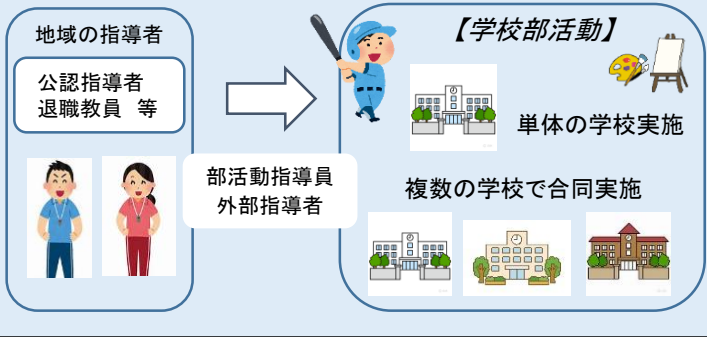 地域の指導者
公認指導者
退職教員 等
部活動指導員
外部指導者
【学校部活動】
単体の学校実施
複数の学校で合同実施